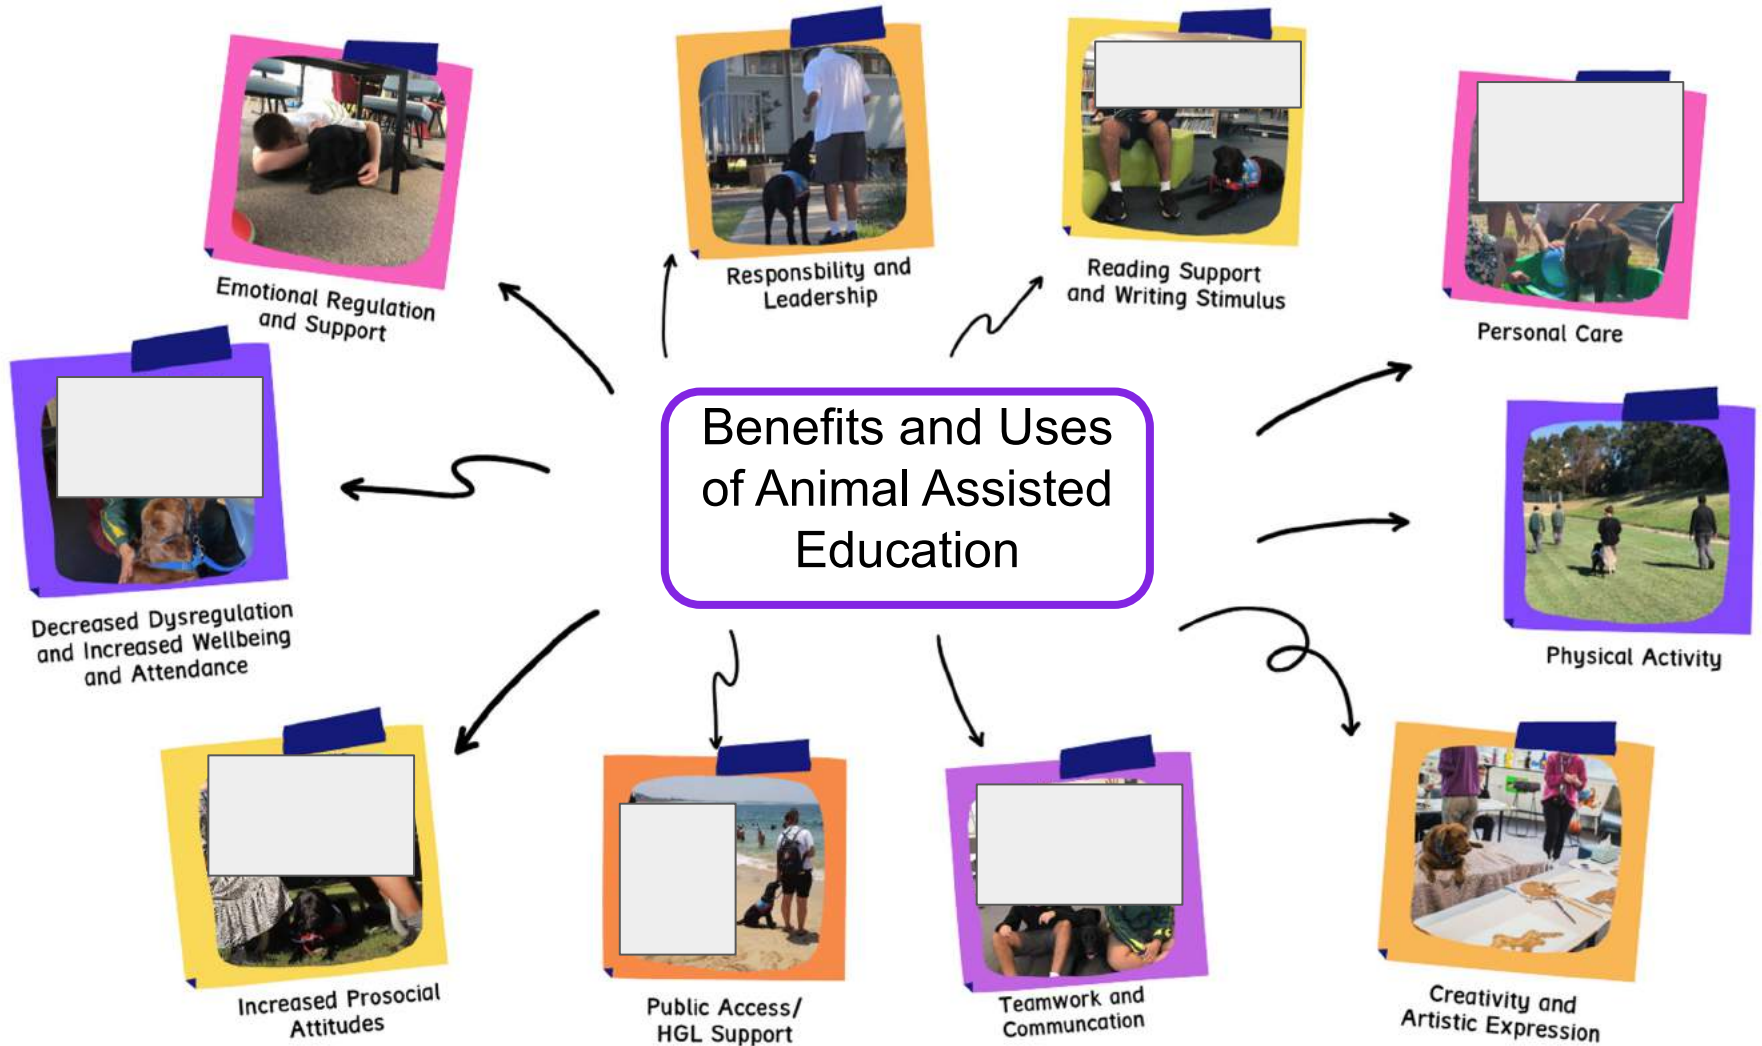 Benefits and Uses
of Animal Assisted
Education
Emotional Regulation
and Support
Responsbility and
Leadership
Reading Support
and Writing Stimulus
Personal Care
Decreased Dysregulation
and Increased Wellbeing
and Attendance
Physical Activity
Increased Prosocial
Attitudes
Public Access/
HGL Support
Teamwork and
Communcation
Creativity and
Artistic Expression